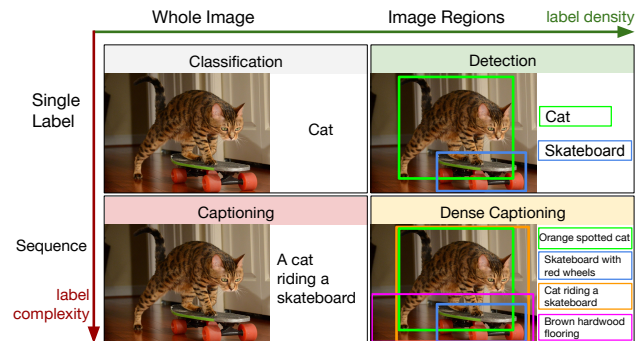 Whole Image
Image Regions
label density
Classification
Detection
Single
Label
Cat
Cat
Skateboard
Captioning
Dense Captioning
Sequence
label
complexity
A cat
riding a
skateboard
Orange spotted cat
Skateboard with
red wheels
Cat riding a
skateboard
Brown hardwood
flooring